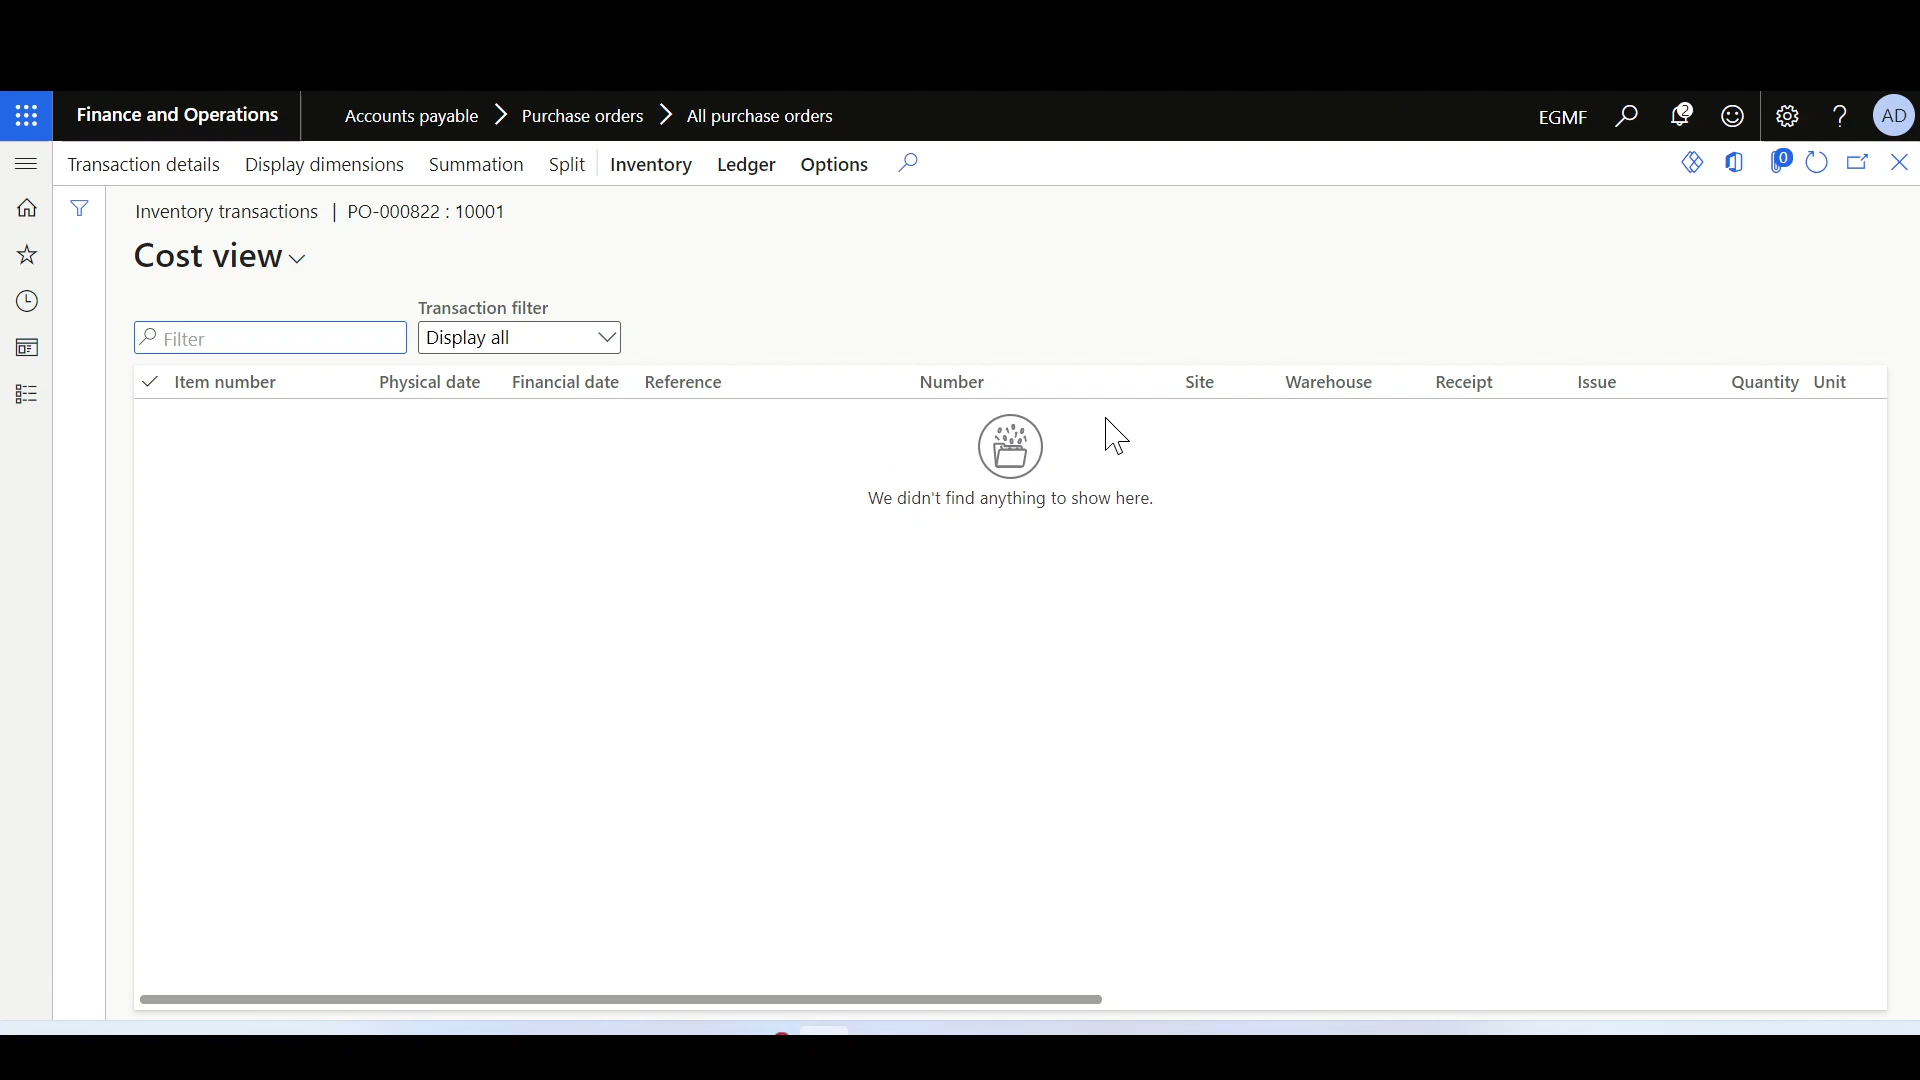 Finance and Operations Accounts payable Purchase orders All purchase orders EGMF 2 ? AD
Transaction details Display dimensions Summation Split Inventory Ledger Options 0
Inventory transactions | PO-000822 : 10001
Cost view
Transaction filter
Filter Display all
Item number Physical date Financial date Reference Number Site Warehouse Receipt Issue Quantity Unit
We didn't find anything to show here.